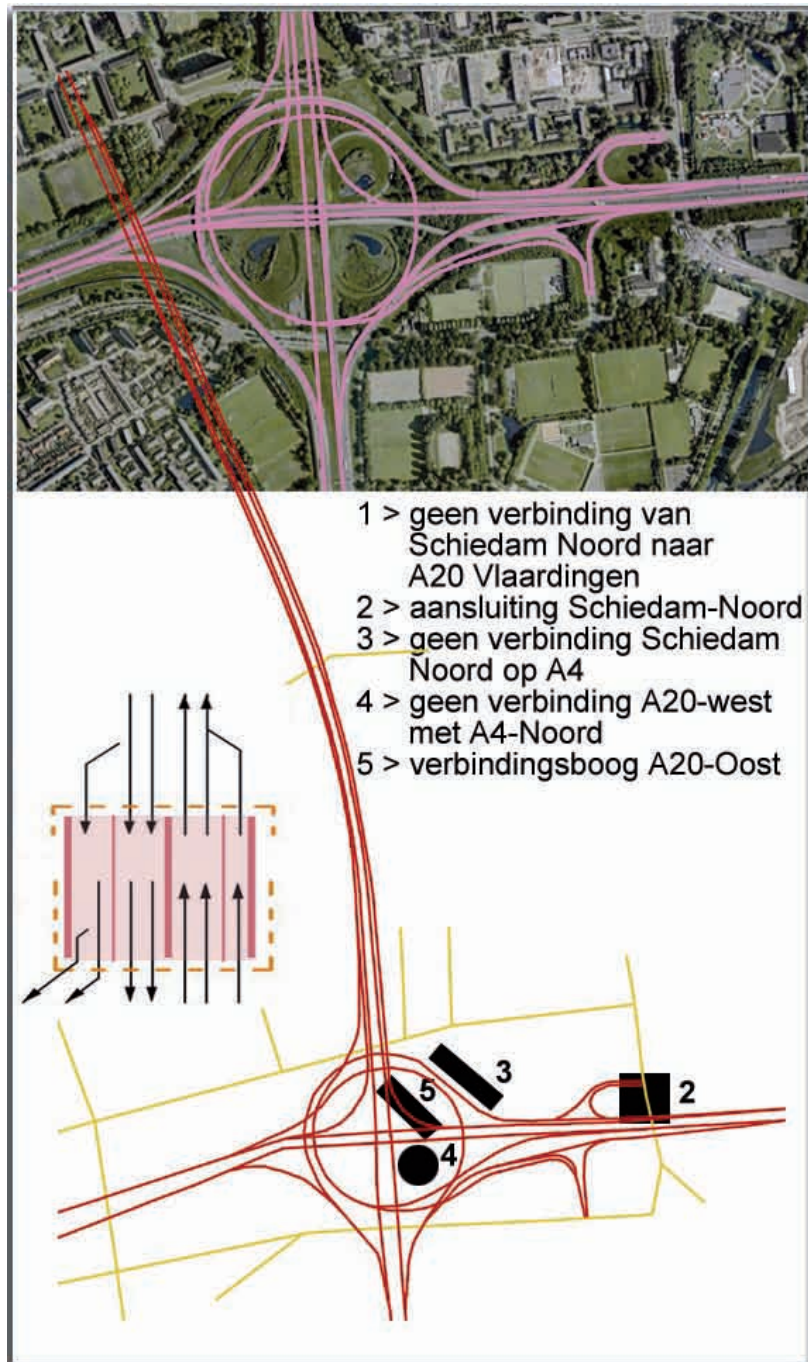 1 > geen verbinding van
Schiedam Noord naar
A20 Vlaardingen
2 > aansluiting Schiedam-Noord
3 > geen verbinding Schiedam
Noord op A4
4 > geen verbinding A20-west
met A4-Noord
5 > verbindingsboog A20-Oost
3
5
2
4